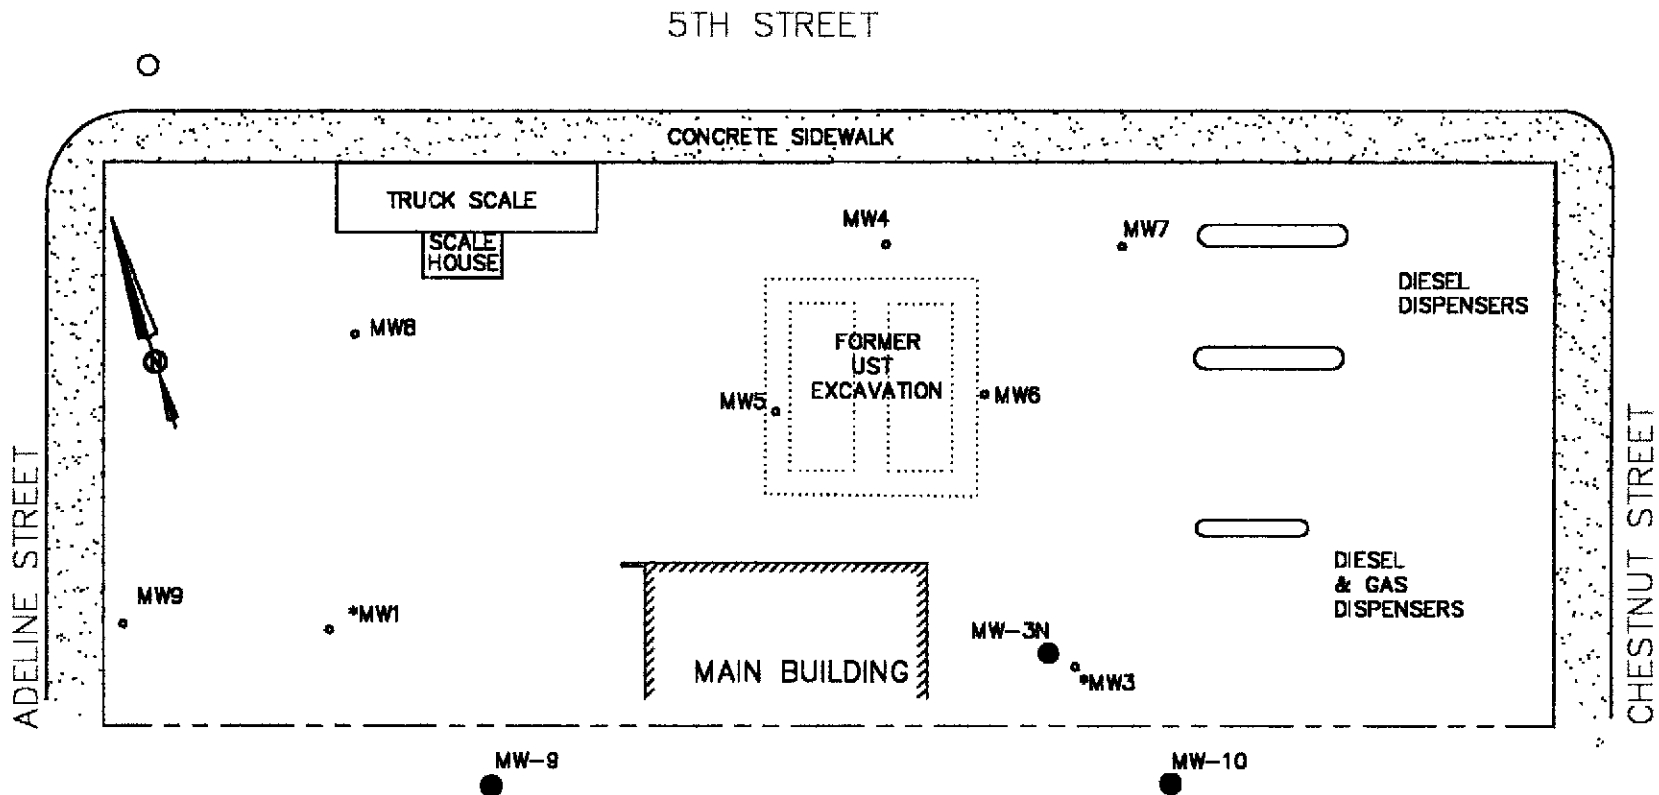 5TH STREET
CONCRETE SIDEWALK
TRUCK SCALE
SCALE
HOUSE
MW4
MW7
DIESEL
DISPENSERS
MW8
FORMER
UST
EXCAVATION
N
MW5
MW6
ADELINE STREET
CHESTNUT STREET
DIESEL
& GAS
DISPENSERS
MW9
*MW1
MW-3N
*MW3
MAIN BUILDING
MW-9
MW-10